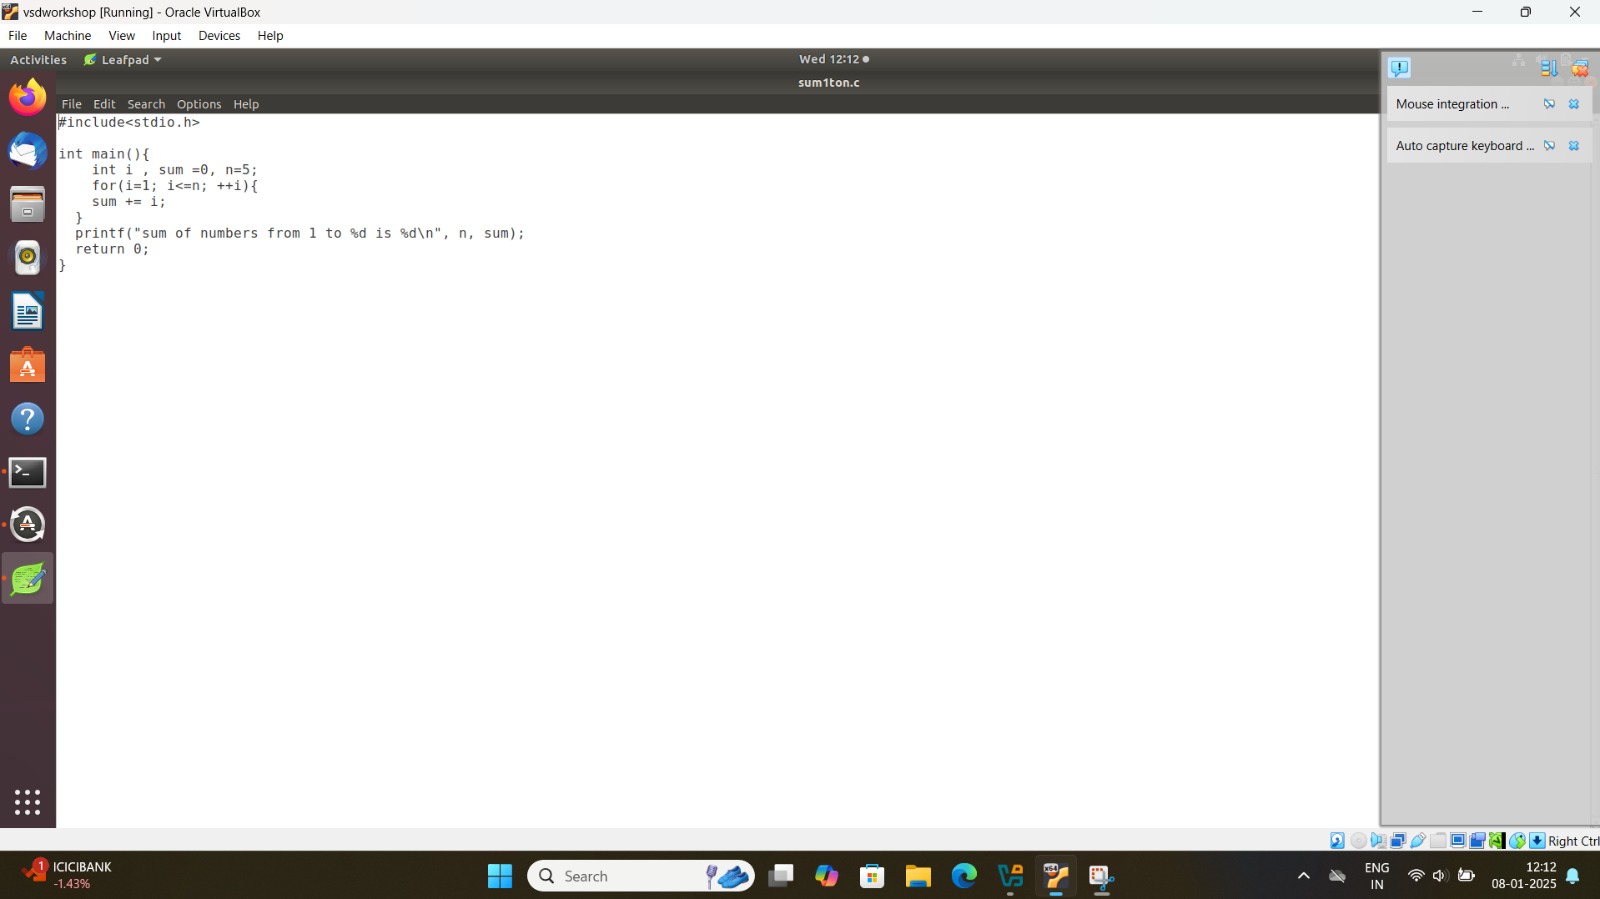 vsdworkshop [Running] - Oracle VirtualBox
File Machine View Input Devices Help
Activities Leafpad Wed 12:12
sum1ton.c
File Edit Search Options Help
#include<stdio.h>
int main(){
int i , sum =0, n=5;
for(i=1; i<=n; ++i){
sum += i;
}
printf("sum of numbers from 1 to %d is %d\n", n, sum);
return 0;
}
Mouse integration ...
Auto capture keyboard ...
Right Ctrl
1 ICICIBANK
-1.43%
Search
ENG
IN
12:12
08-01-2025